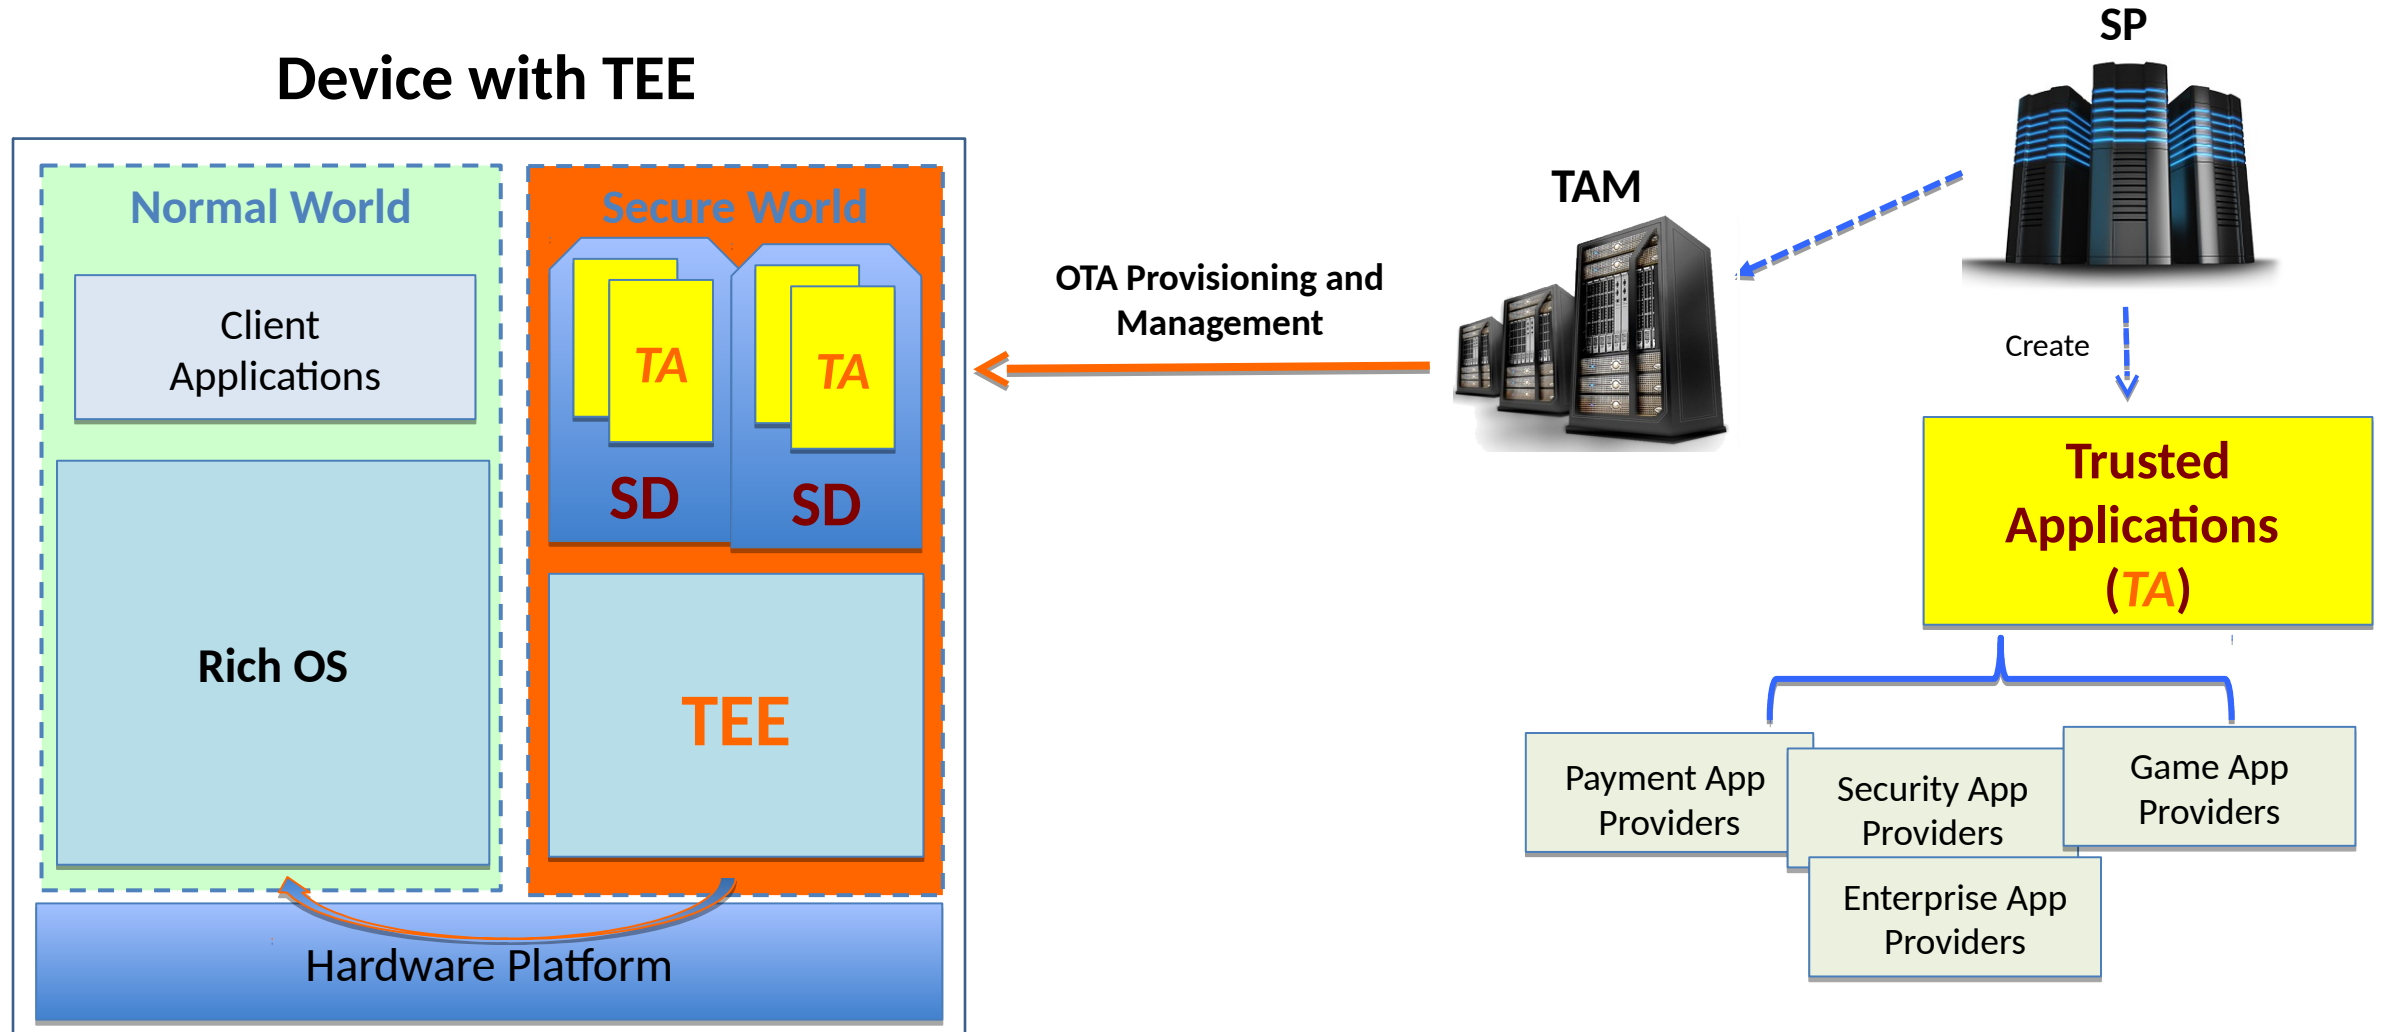 SP
Device with TEE
TAM
Normal World
Secure World
OTA Provisioning and
Management
Client
Applications
TA
TA
SD
SD
Rich OS
TEE
Hardware Platform
Create
Trusted
Applications
(TA)
Payment App
Providers
Security App
Providers
Game App
Providers
Enterprise App
Providers